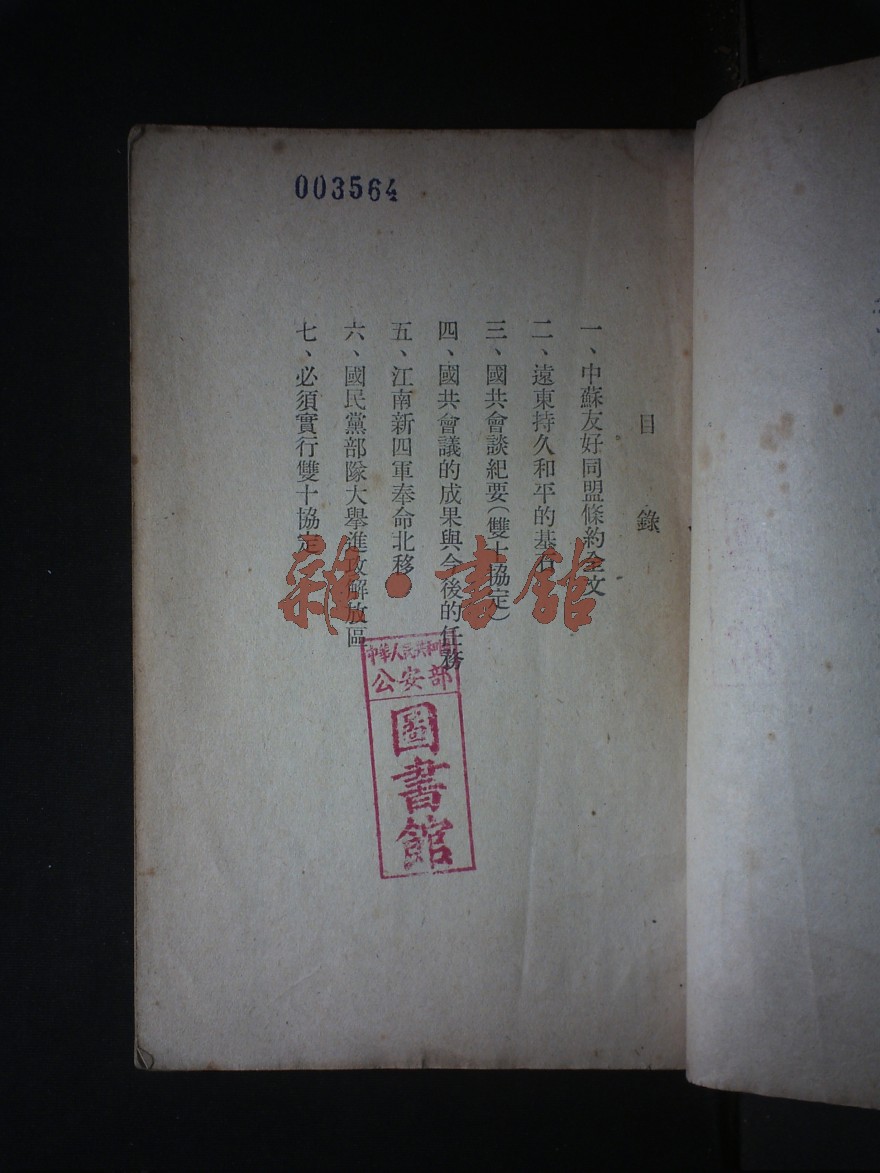 003564
目錄
一、中蘇友好同盟條約全文
二、遠東持久和平的基石
三、國共會談紀要(雙十協定)
四、國共會議的成果與今後的任務
五、江南新四軍奉命北移
六、國民黨部隊大舉進攻解放區
七、必須實行雙十協定
雜·書館
中華人民共和國
公安部
圖書館